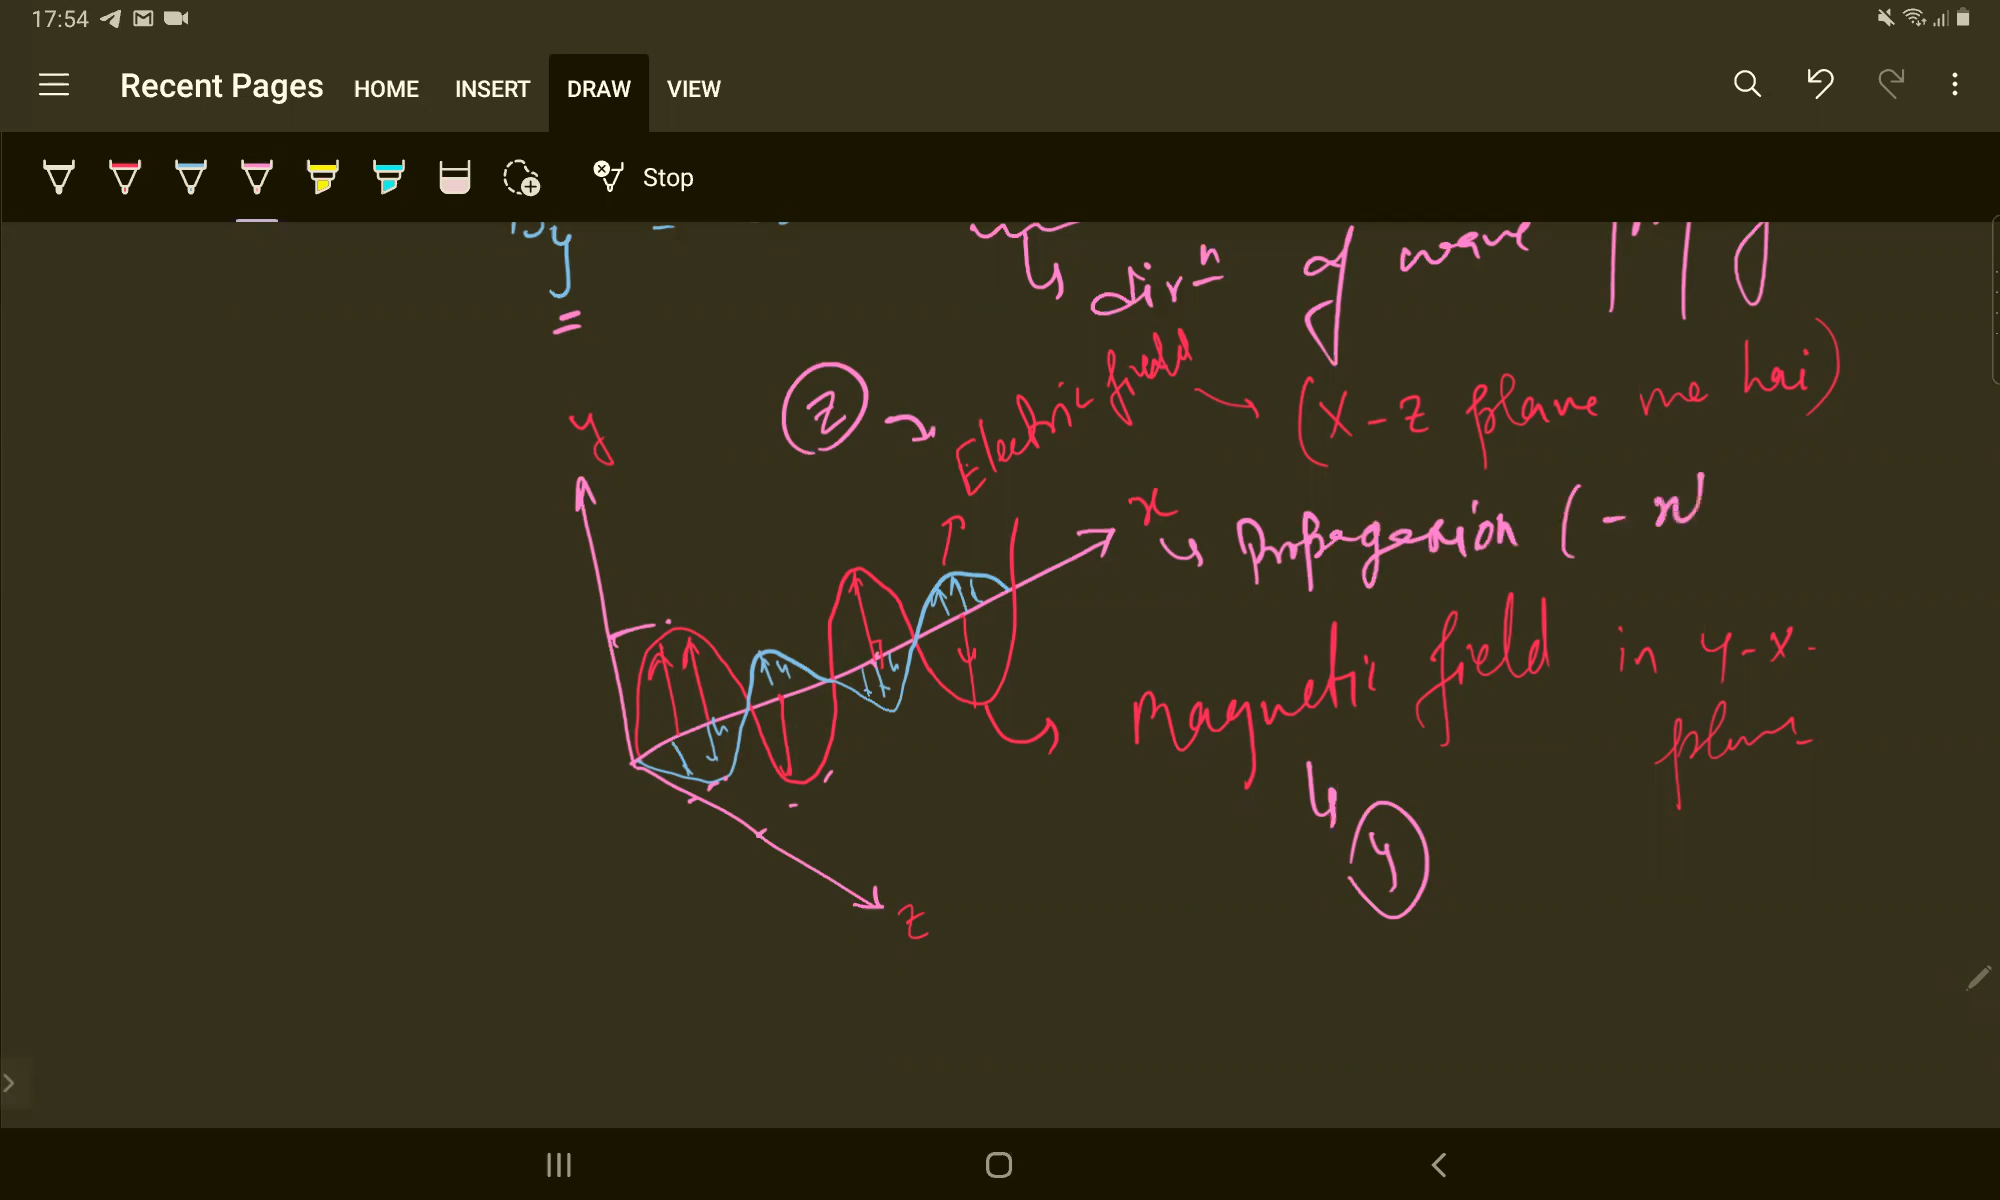 17:54
Recent Pages HOME INSERT DRAW VIEW
Stop
By =
dirⁿ of wave
=
z → Electric field → (X-Z plane me hai)
y
x
Propagation (-x
Magnetic field in y-x-
plane
y
z